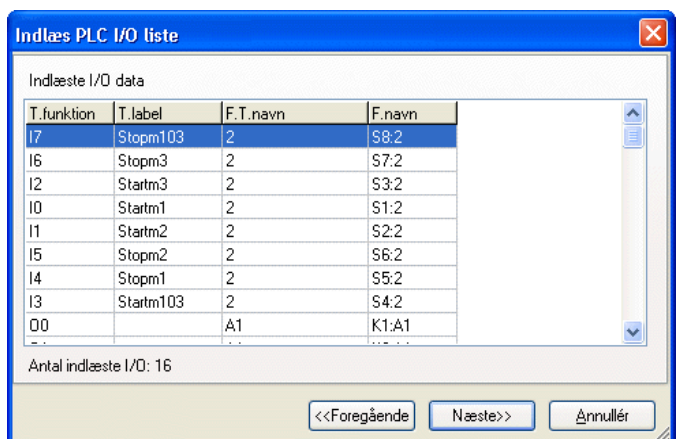 Indlæs PLC I/O liste
Indlæste I/O data
T.funktion T.label F.T.navn F.navn
I7 Stopm103 2 S8:2
I6 Stopm3 2 S7:2
I2 Startm3 2 S3:2
I0 Startm1 2 S1:2
I1 Startm2 2 S2:2
I5 Stopm2 2 S6:2
I4 Stopm1 2 S5:2
I3 Startm103 2 S4:2
O0 A1 K1:A1
Antal indlæste I/O: 16
<<Foregående Næste>> Annullér